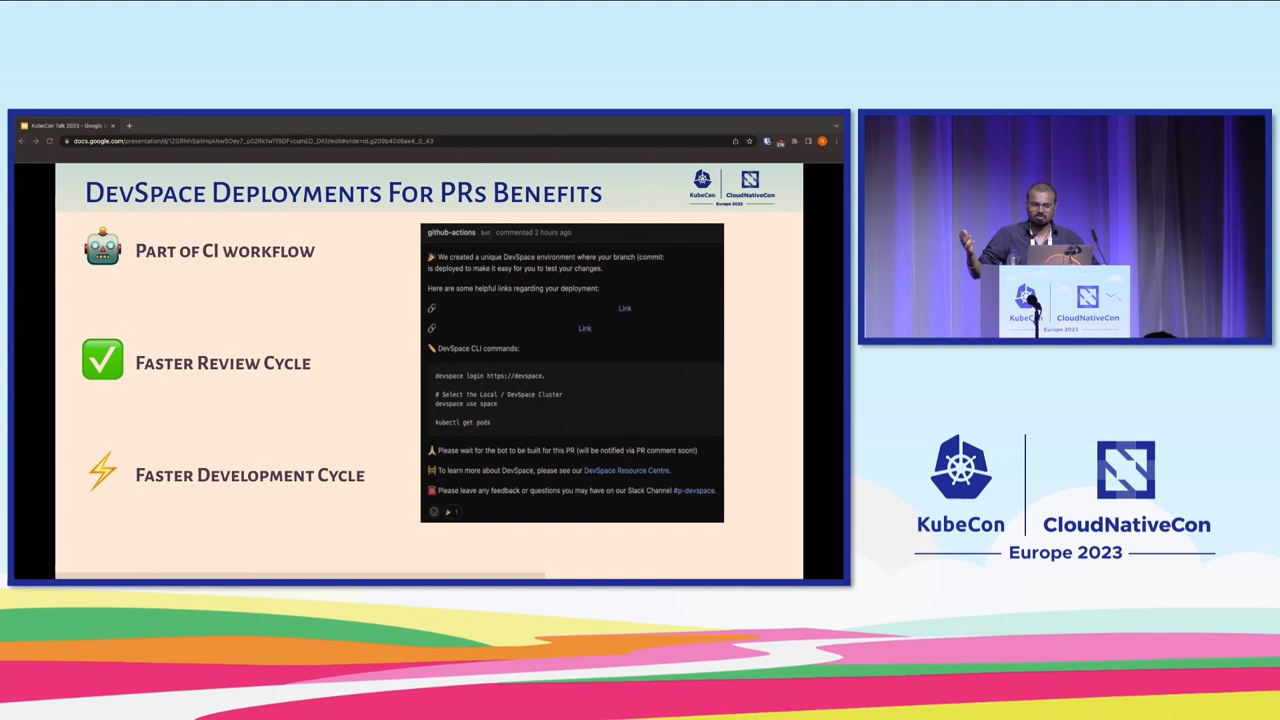 KubeCon Talk 2023 - Google S
DevSpace Deployments For PRs Benefits
KubeCon
CloudNativeCon
Europe 2023
Part of CI workflow
Faster Review Cycle
Faster Development Cycle
github-actions bot commented 2 hours ago
🎉 We created a unique DevSpace environment where your branch (commit:
is deployed to make it easy for you to test your changes.
Here are some helpful links regarding your deployment:
Link
Link
DevSpace CLI commands:
devspace login https://devspace.
# Select the Local / DevSpace Cluster
devspace use space
kubectl get pods
Please wait for the bot to be built for this PR (will be notified via PR comment soon!)
To learn more about DevSpace, please see our DevSpace Resource Centre.
Please leave any feedback or questions you may have on our Slack Channel #p-devspace.
1
KubeCon
CloudNativeCon
Europe 2023
KubeCon
CloudNativeCon
Europe 2023